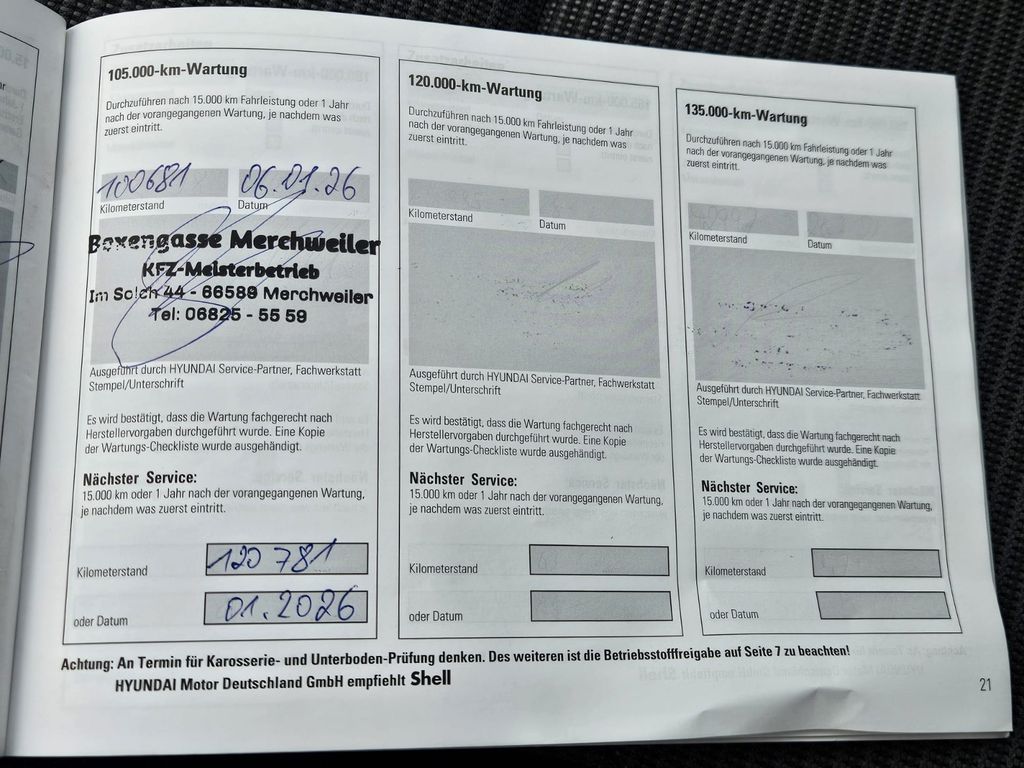 105.000-km-Wartung
Durchzuführen nach 15.000 km Fahrleistung oder 1 Jahr
nach der vorangegangenen Wartung, je nachdem was
zuerst eintritt.
100681 06.01.26
Kilometerstand Datum
Boxengasse Merchweiler
KFZ-Meisterbetrieb
Im Solch 44 - 66589 Merchweiler
Tel: 06825 - 55 59
Ausgeführt durch HYUNDAI Service-Partner, Fachwerkstatt
Stempel/Unterschrift
Es wird bestätigt, dass die Wartung fachgerecht nach
Herstellervorgaben durchgeführt wurde. Eine Kopie
der Wartungs-Checkliste wurde ausgehändigt.
Nächster Service:
15.000 km oder 1 Jahr nach der vorangegangenen Wartung,
je nachdem was zuerst eintritt.
Kilometerstand 120 781
oder Datum 01.2026
120.000-km-Wartung
Durchzuführen nach 15.000 km Fahrleistung oder 1 Jahr
nach der vorangegangenen Wartung, je nachdem was
zuerst eintritt.
Kilometerstand Datum
Ausgeführt durch HYUNDAI Service-Partner, Fachwerkstatt
Stempel/Unterschrift
Es wird bestätigt, dass die Wartung fachgerecht nach
Herstellervorgaben durchgeführt wurde. Eine Kopie
der Wartungs-Checkliste wurde ausgehändigt.
Nächster Service:
15.000 km oder 1 Jahr nach der vorangegangenen Wartung,
je nachdem was zuerst eintritt.
Kilometerstand
oder Datum
135.000-km-Wartung
Durchzuführen nach 15.000 km Fahrleistung oder 1 Jahr
nach der vorangegangenen Wartung, je nachdem was
zuerst eintritt.
Kilometerstand Datum
Ausgeführt durch HYUNDAI Service-Partner, Fachwerkstatt
Stempel/Unterschrift
Es wird bestätigt, dass die Wartung fachgerecht nach
Herstellervorgaben durchgeführt wurde. Eine Kopie
der Wartungs-Checkliste wurde ausgehändigt.
Nächster Service:
15.000 km oder 1 Jahr nach der vorangegangenen Wartung,
je nachdem was zuerst eintritt.
Kilometerstand
oder Datum
Achtung: An Termin für Karosserie- und Unterboden-Prüfung denken. Des weiteren ist die Betriebsstofffreigabe auf Seite 7 zu beachten!
HYUNDAI Motor Deutschland GmbH empfiehlt Shell
21